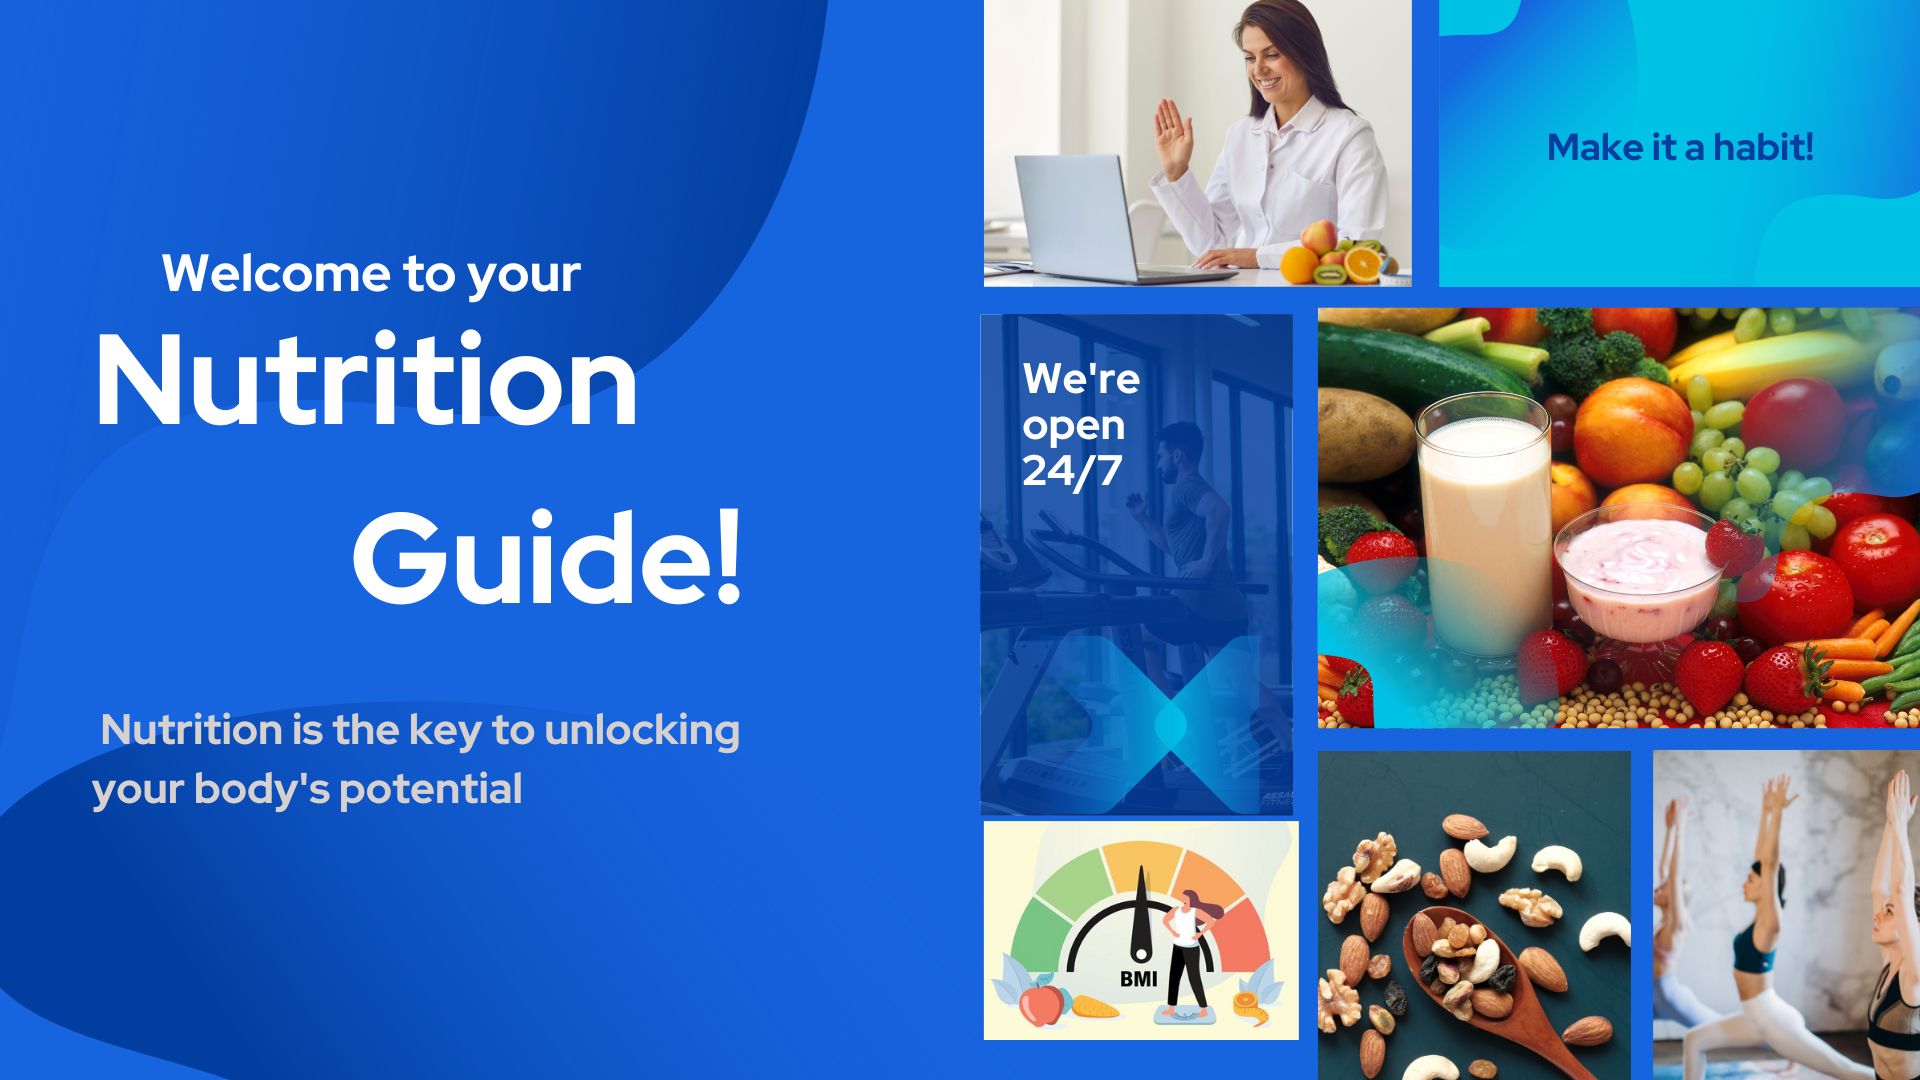 Welcome to your
Nutrition
Guide!
Nutrition is the key to unlocking
your body's potential
Make it a habit!
We're
open
24/7
BMI